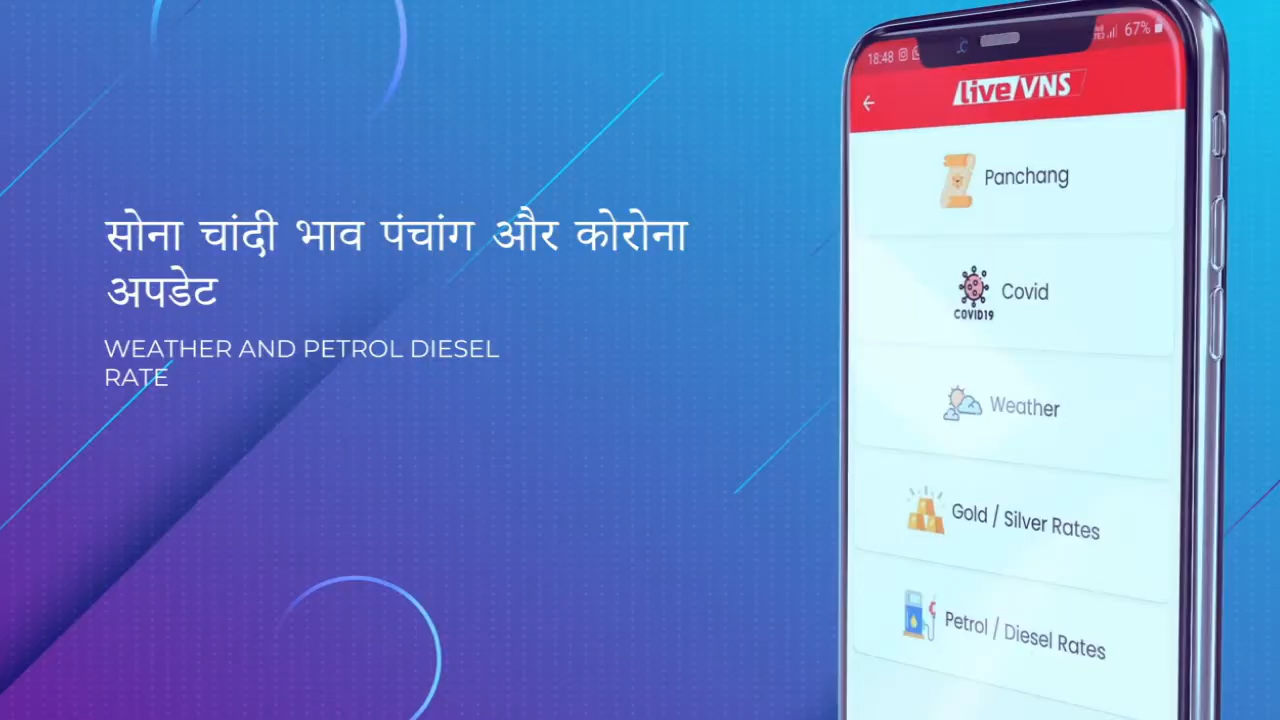 सोना चांदी भाव पंचांग और कोरोना
अपडेट
WEATHER AND PETROL DIESEL
RATE
18:48
67%
Live VNS
Panchang
COVID19
Covid
Weather
Gold / Silver Rates
Petrol / Diesel Rates